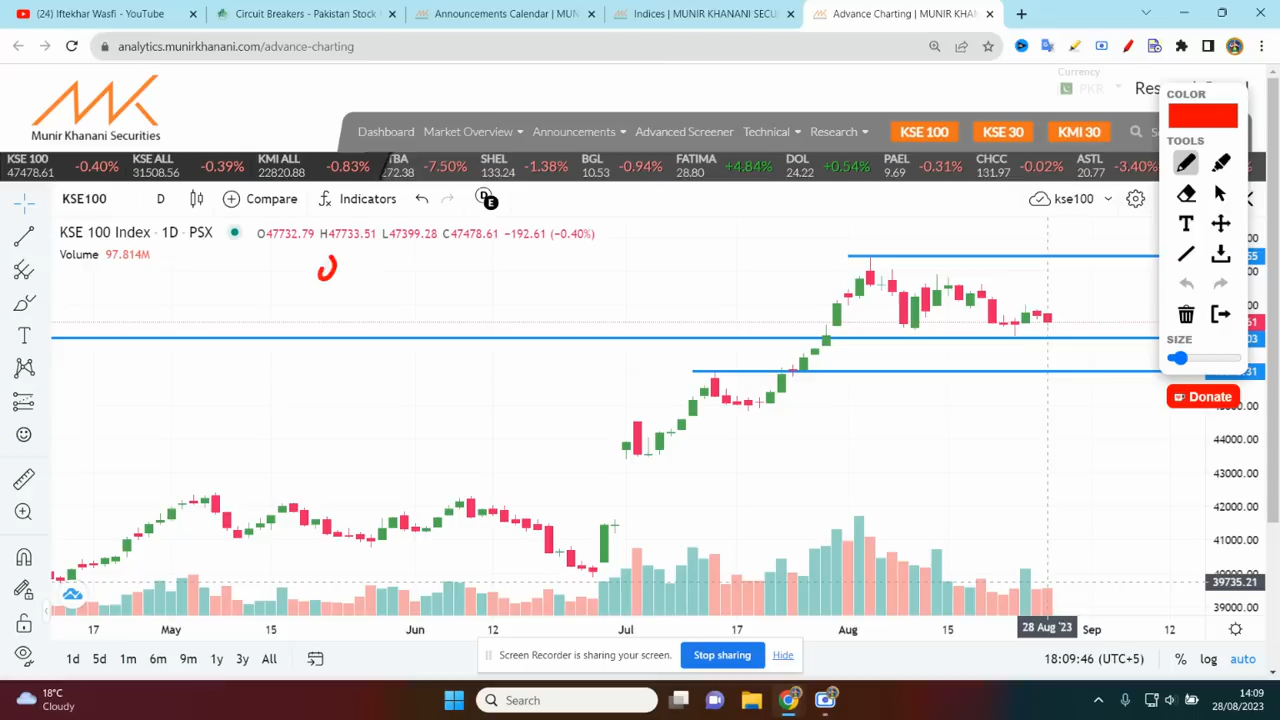 (24) Iftekhar Wasfi - YouTube
Circuit Breakers - Pakistan Stock
Announcements Calendar | MUN
Indices | MUNIR KHANANI SECU
Advance Charting | MUNIR KHAN
analytics.munirkhanani.com/advance-charting
Currency
PKR
Munir Khanani Securities
Dashboard Market Overview Announcements Advanced Screener Technical Research KSE 100 KSE 30 KMI 30
KSE 100 47478.61 -0.40%
KSE ALL 31508.56 -0.39%
KMI ALL 22820.88 -0.83%
TBA 272.38 -7.50%
SHEL 133.24 -1.38%
BGL 10.53 -0.94%
FATIMA 28.80 +4.84%
DOL 24.22 +0.54%
PAEL 9.69 -0.31%
CHCC 131.97 -0.02%
ASTL 20.77 -3.40%
KSE100 D Compare Indicators kse100
KSE 100 Index · 1D · PSX O47732.79 H47733.51 L47399.28 C47478.61 −192.61 (−0.40%)
Volume 97.814M
COLOR
TOOLS
SIZE
Donate
44000.00
43000.00
42000.00
41000.00
40000.00
39735.21
39000.00
17 May 15 Jun 12 Jul 17 Aug 15 28 Aug '23 Sep 12
Screen Recorder is sharing your screen. Stop sharing Hide
1d 5d 1m 6m 9m 1y 3y All 18:09:46 (UTC+5) % log auto
18°C
Cloudy
Search
14:09
28/08/2023